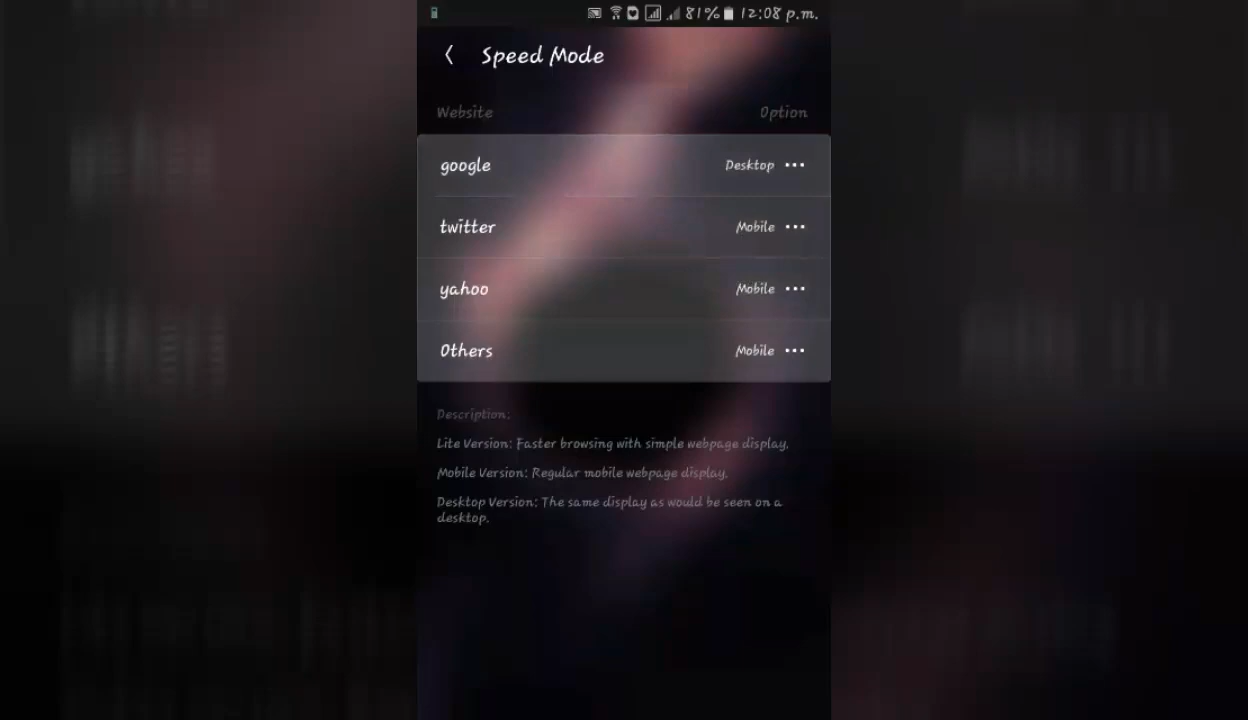 81% 12:08 p.m.
Speed Mode
Website Option
google Desktop
twitter Mobile
yahoo Mobile
Others Mobile
Description:
Lite Version: Faster browsing with simple webpage display.
Mobile Version: Regular mobile webpage display.
Desktop Version: The same display as would be seen on a
desktop.